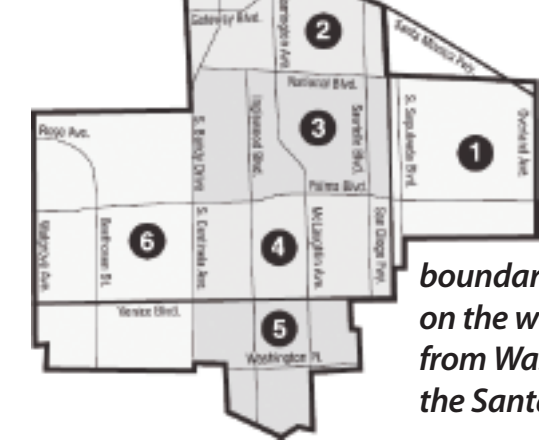 Gateway Blvd.
2
Santa Monica Fwy.
National Blvd.
Inglewood Blvd.
3
Sawtelle Blvd.
S. Sepulveda Blvd.
Overland Ave.
1
Rose Ave.
S. Bundy Drive
Palms Blvd.
Walgrove Ave.
Beethoven St.
6
S. Centinela Ave.
4
McLaughlin Ave.
San Diego Fwy.
boundar
on the w
from Wa
the Santa
Venice Blvd.
5
Washington